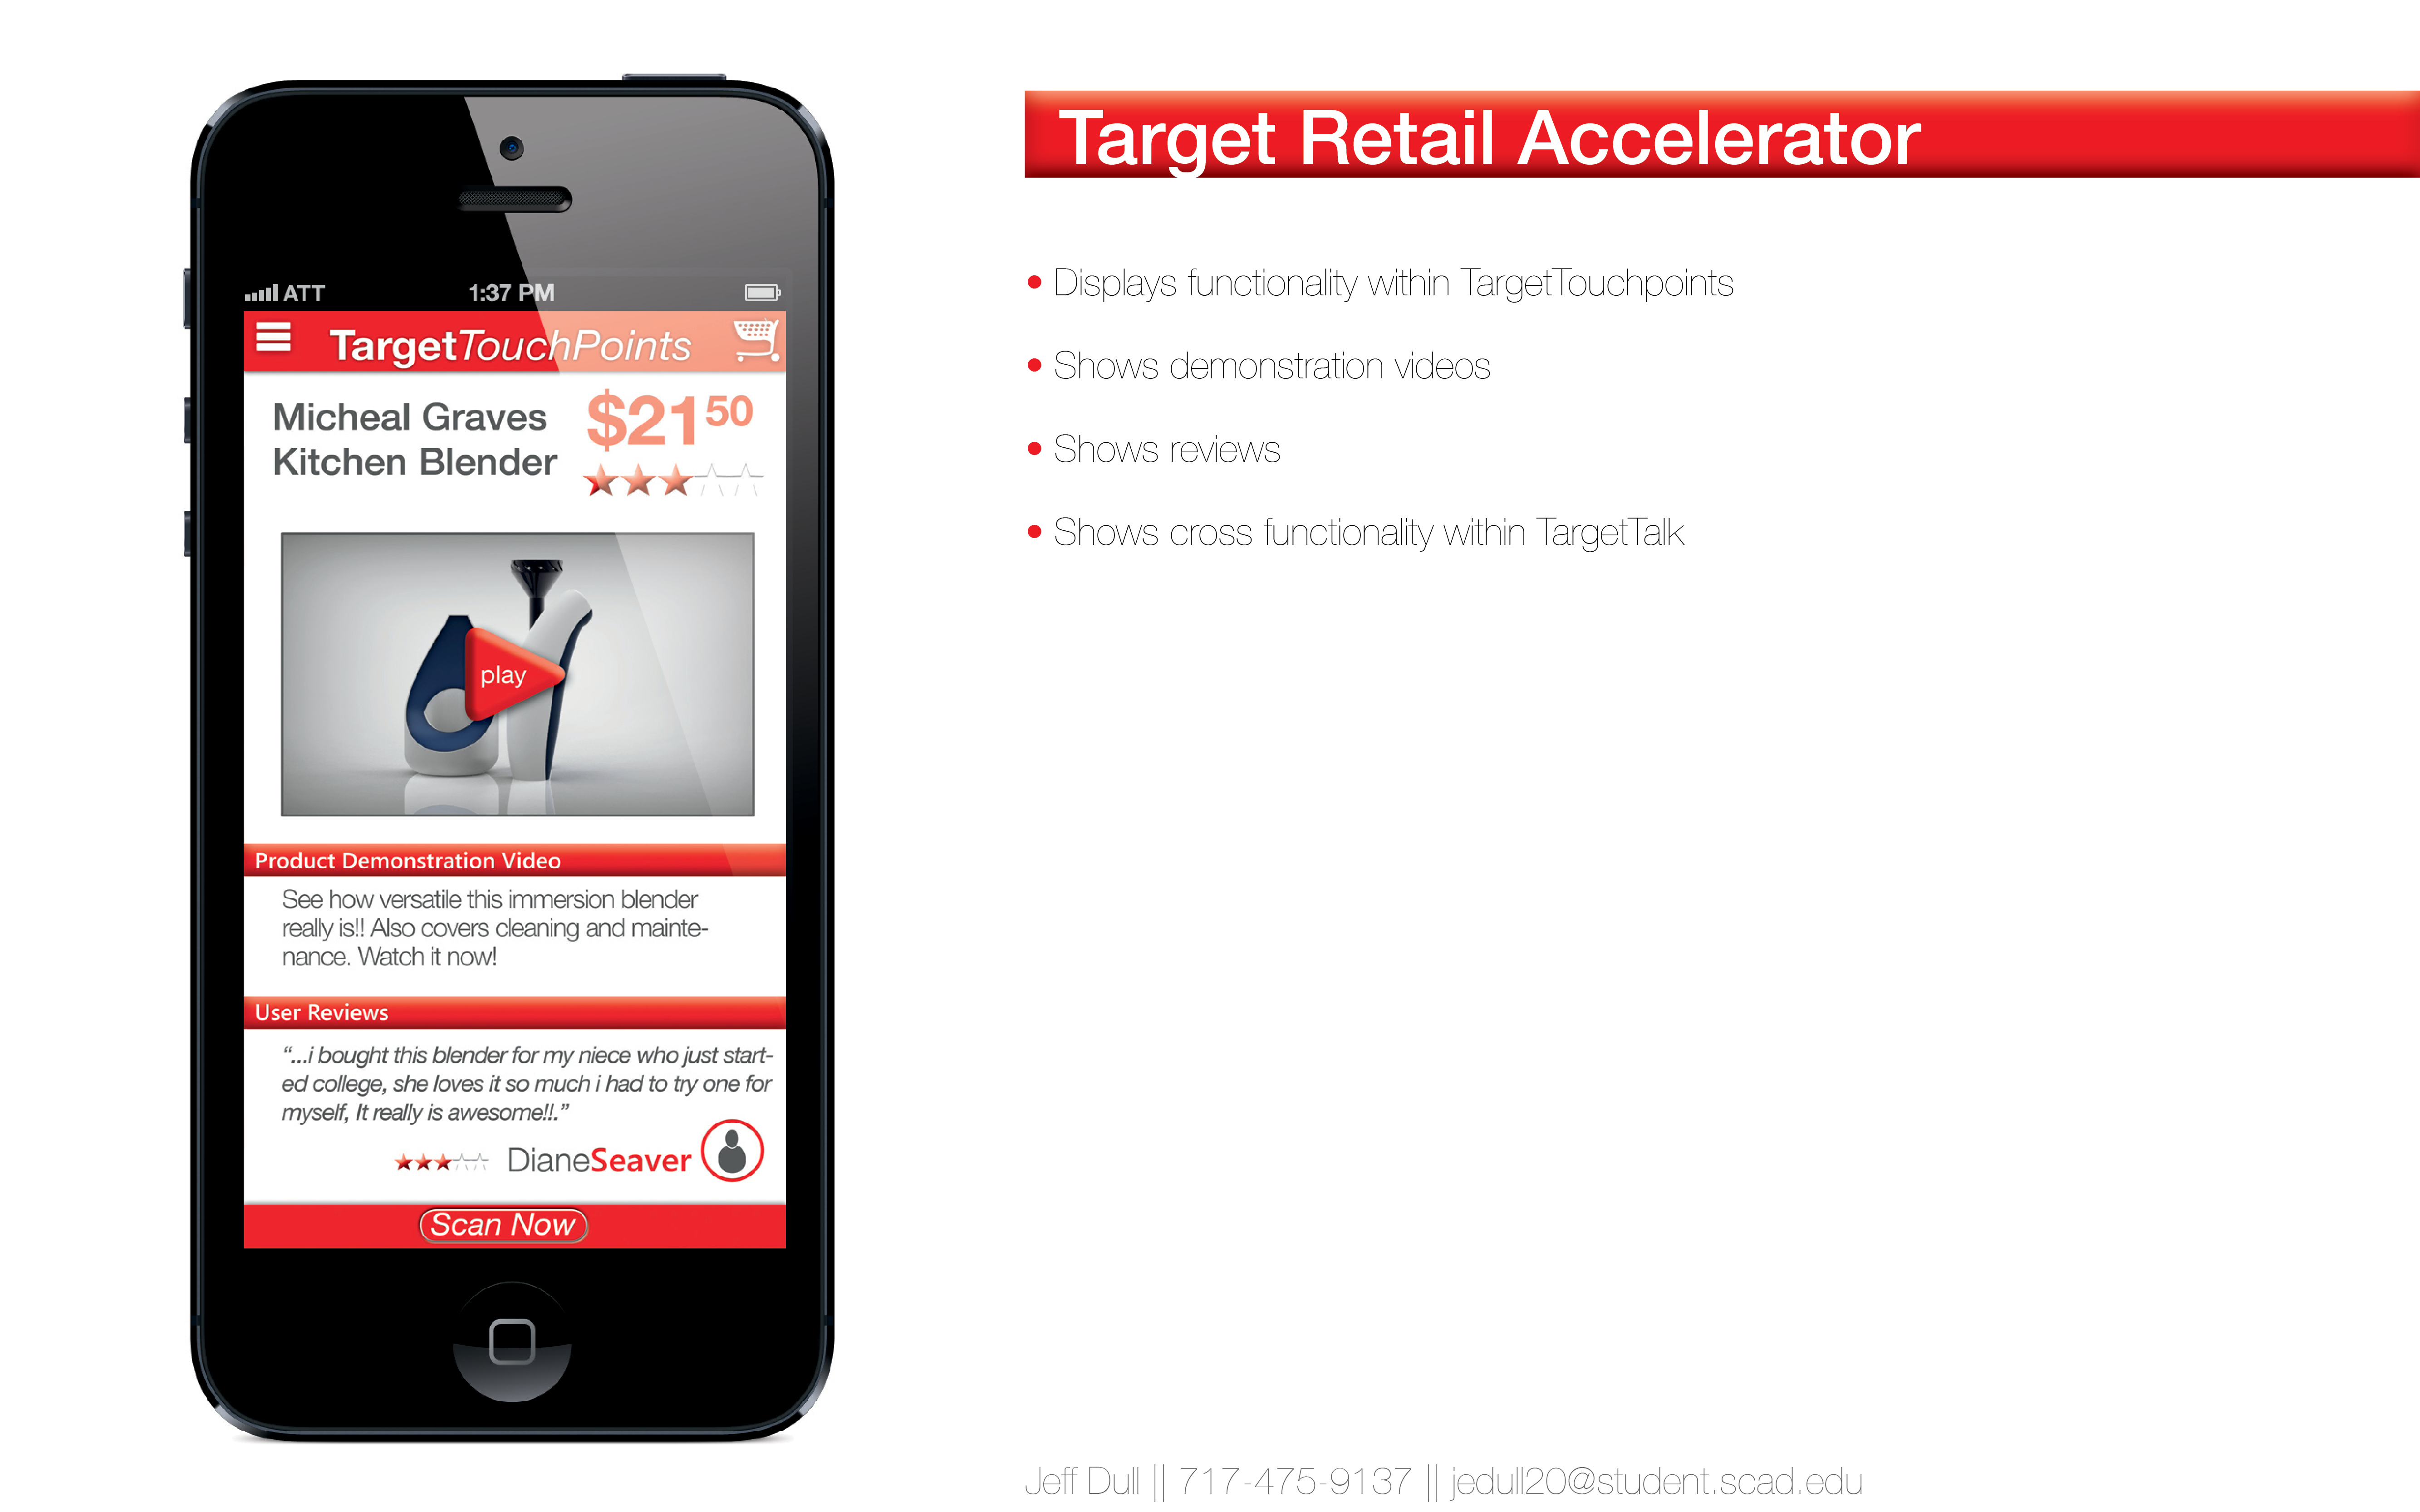 Target Retail Accelerator
• Displays functionality within TargetTouchpoints
• Shows demonstration videos
• Shows reviews
• Shows cross functionality within TargetTalk
ATT 1:37 PM
TargetTouchPoints
Micheal Graves
Kitchen Blender
$21 50
play
Product Demonstration Video
See how versatile this immersion blender
really is!! Also covers cleaning and mainte-
nance. Watch it now!
User Reviews
“...i bought this blender for my niece who just start-
ed college, she loves it so much i had to try one for
myself, It really is awesome!!.”
DianeSeaver
Scan Now
Jeff Dull || 717-475-9137 || jedull20@student.scad.edu